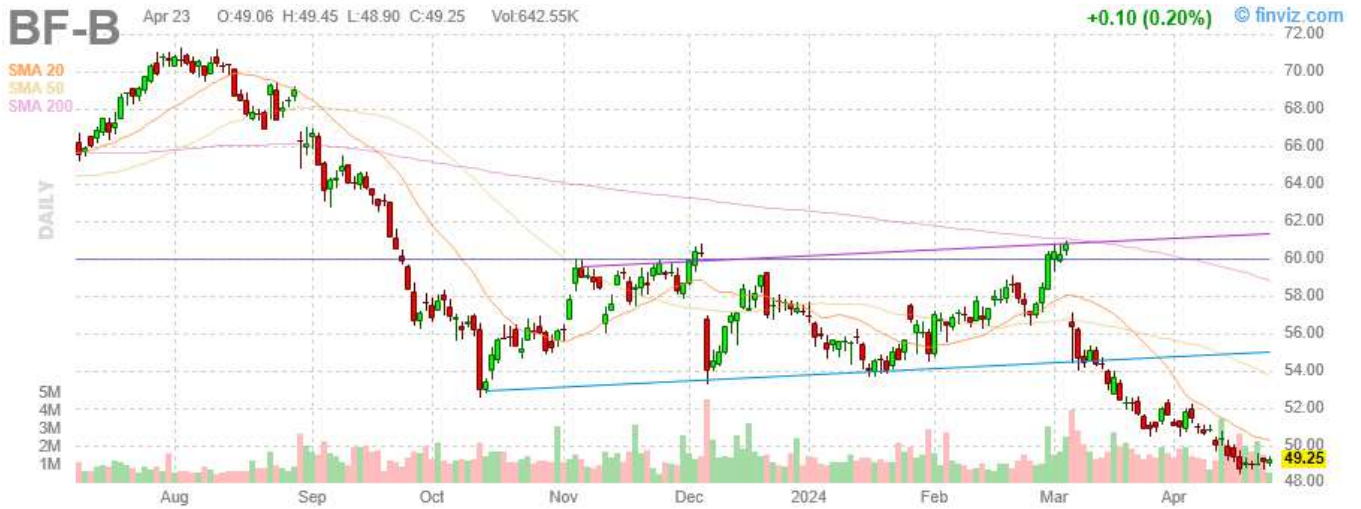 BF-B Apr 23 O:49.06 H:49.45 L:48.90 C:49.25 Vol:642.55K +0.10 (0.20%) © finviz.com
SMA 20
SMA 50
SMA 200
DAILY
72.00
70.00
68.00
66.00
64.00
62.00
60.00
58.00
56.00
54.00
52.00
50.00
49.25
48.00
5M
4M
3M
2M
1M
Aug Sep Oct Nov Dec 2024 Feb Mar Apr